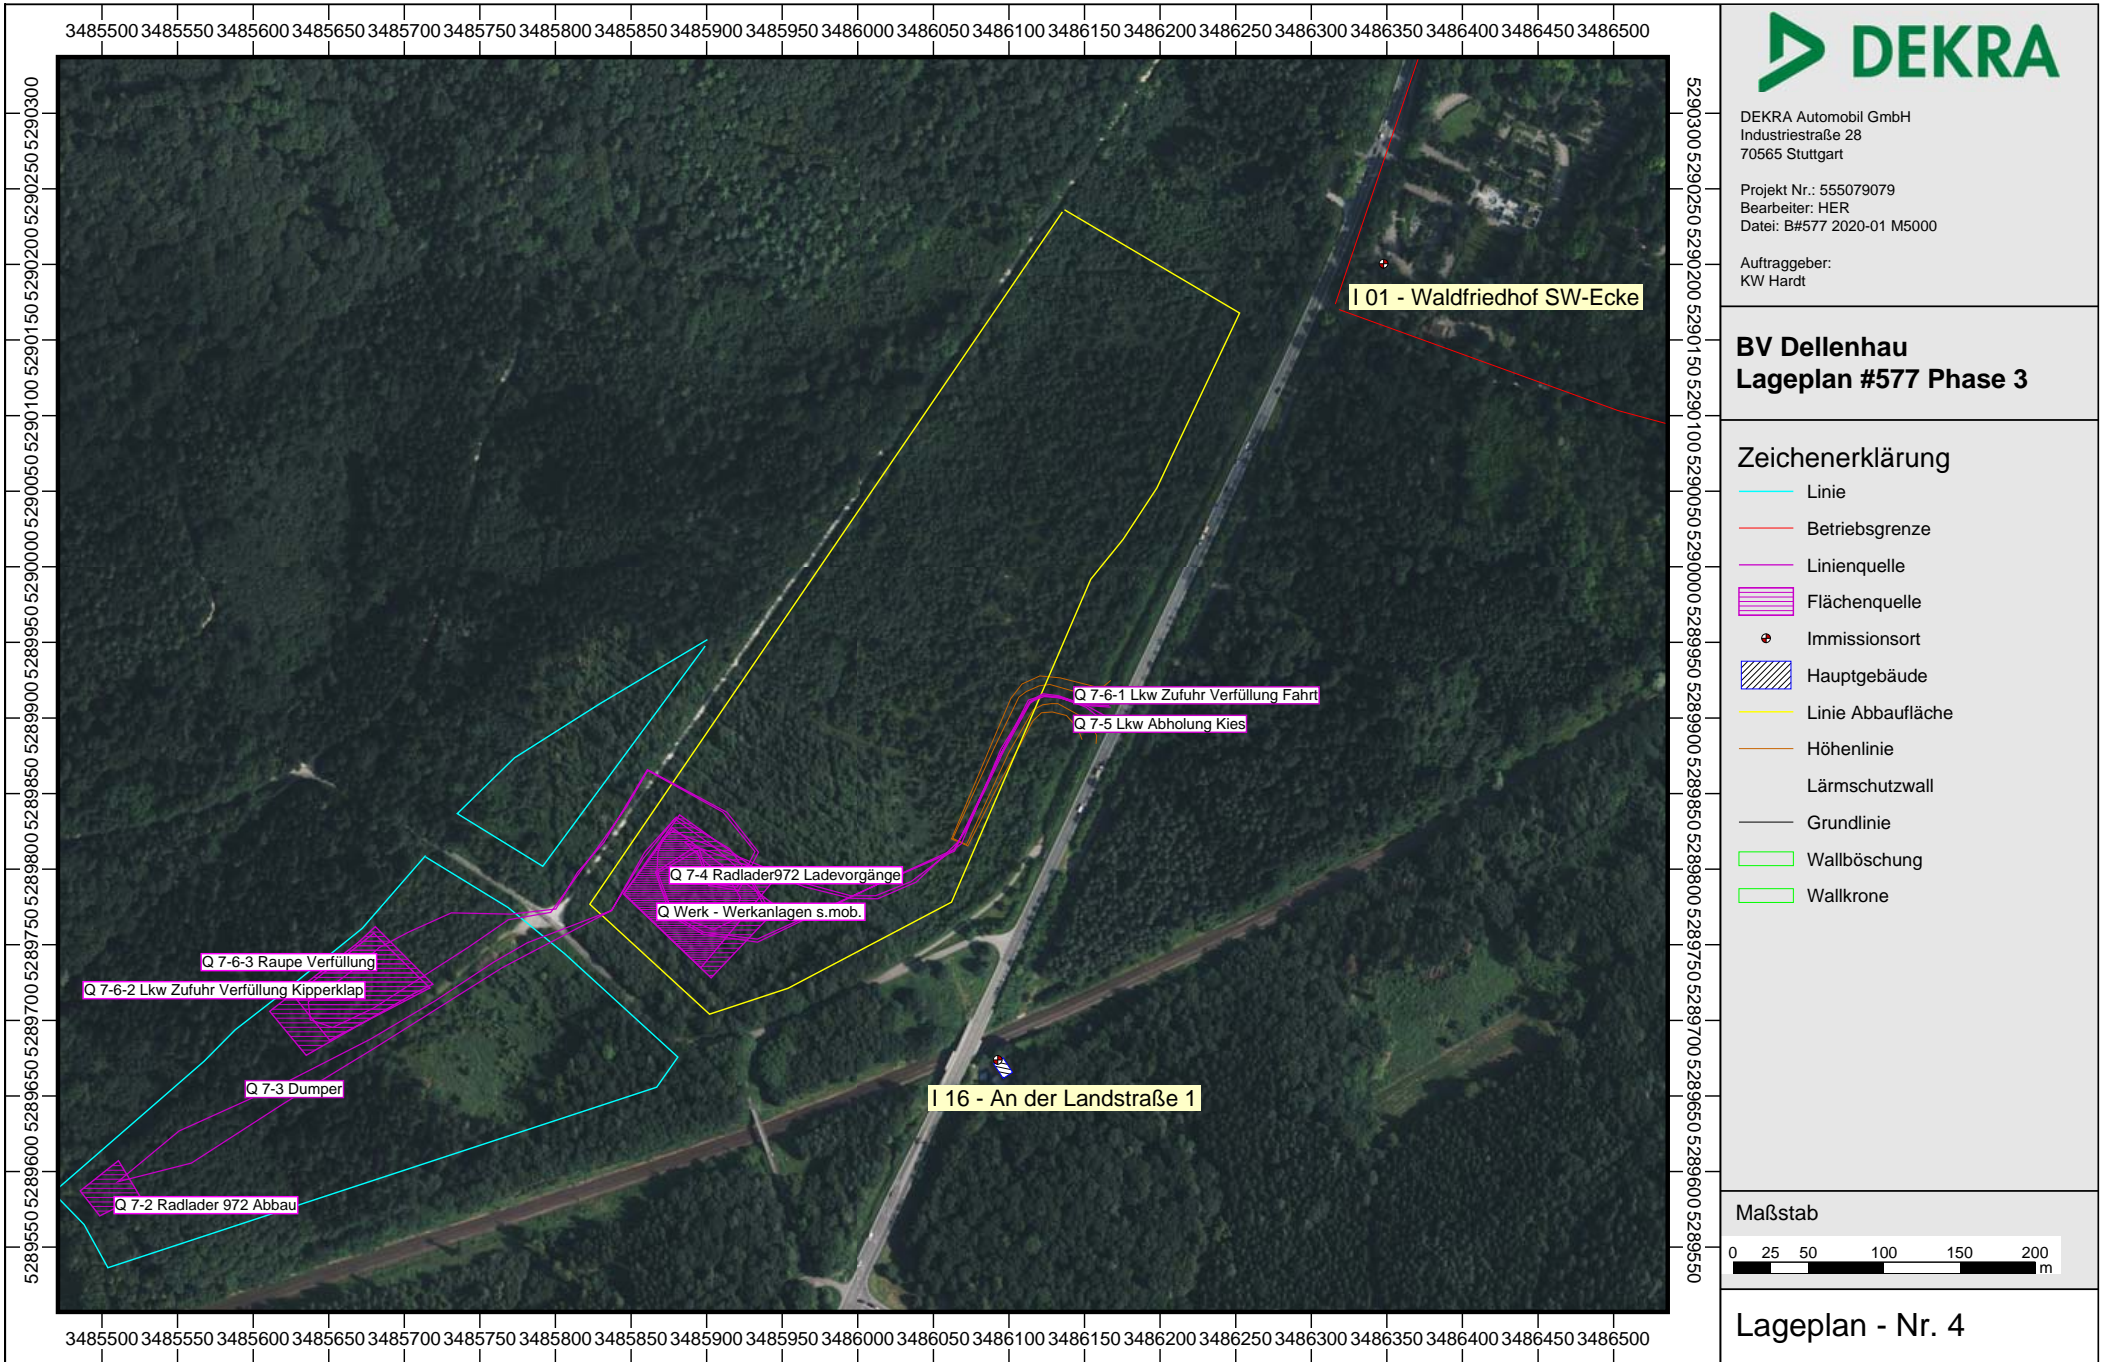 3485500 3485550 3485600 3485650 3485700 3485750 3485800 3485850 3485900 3485950 3486000 3486050 3486100 3486150 3486200 3486250 3486300 3486350 3486400 3486450 3486500
5290300
5290250
5290200
5290150
5290100
5290050
5290000
5289950
5289900
5289850
5289800
5289750
5289700
5289650
5289600
5289550
I 01 - Waldfriedhof SW-Ecke
Q 7-6-1 Lkw Zufuhr Verfüllung Fahrt
Q 7-5 Lkw Abholung Kies
Q 7-4 Radlader972 Ladevorgänge
Q Werk - Werkanlagen s.mob.
Q 7-6-3 Raupe Verfüllung
Q 7-6-2 Lkw Zufuhr Verfüllung Kipperklap
Q 7-3 Dumper
I 16 - An der Landstraße 1
Q 7-2 Radlader 972 Abbau
5290300
5290250
5290200
5290150
5290100
5290050
5290000
5289950
5289900
5289850
5289800
5289750
5289700
5289650
5289600
5289550
3485500 3485550 3485600 3485650 3485700 3485750 3485800 3485850 3485900 3485950 3486000 3486050 3486100 3486150 3486200 3486250 3486300 3486350 3486400 3486450 3486500
DEKRA
DEKRA Automobil GmbH
Industriestraße 28
70565 Stuttgart
Projekt Nr.: 555079079
Bearbeiter: HER
Datei: B#577 2020-01 M5000
Auftraggeber:
KW Hardt
BV Dellenhau
Lageplan #577 Phase 3
Zeichenerklärung
Linie
Betriebsgrenze
Linienquelle
Flächenquelle
Immissionsort
Hauptgebäude
Linie Abbaufläche
Höhenlinie
Lärmschutzwall
Grundlinie
Wallböschung
Wallkrone
Maßstab
0 25 50 100 150 200
m
Lageplan - Nr. 4